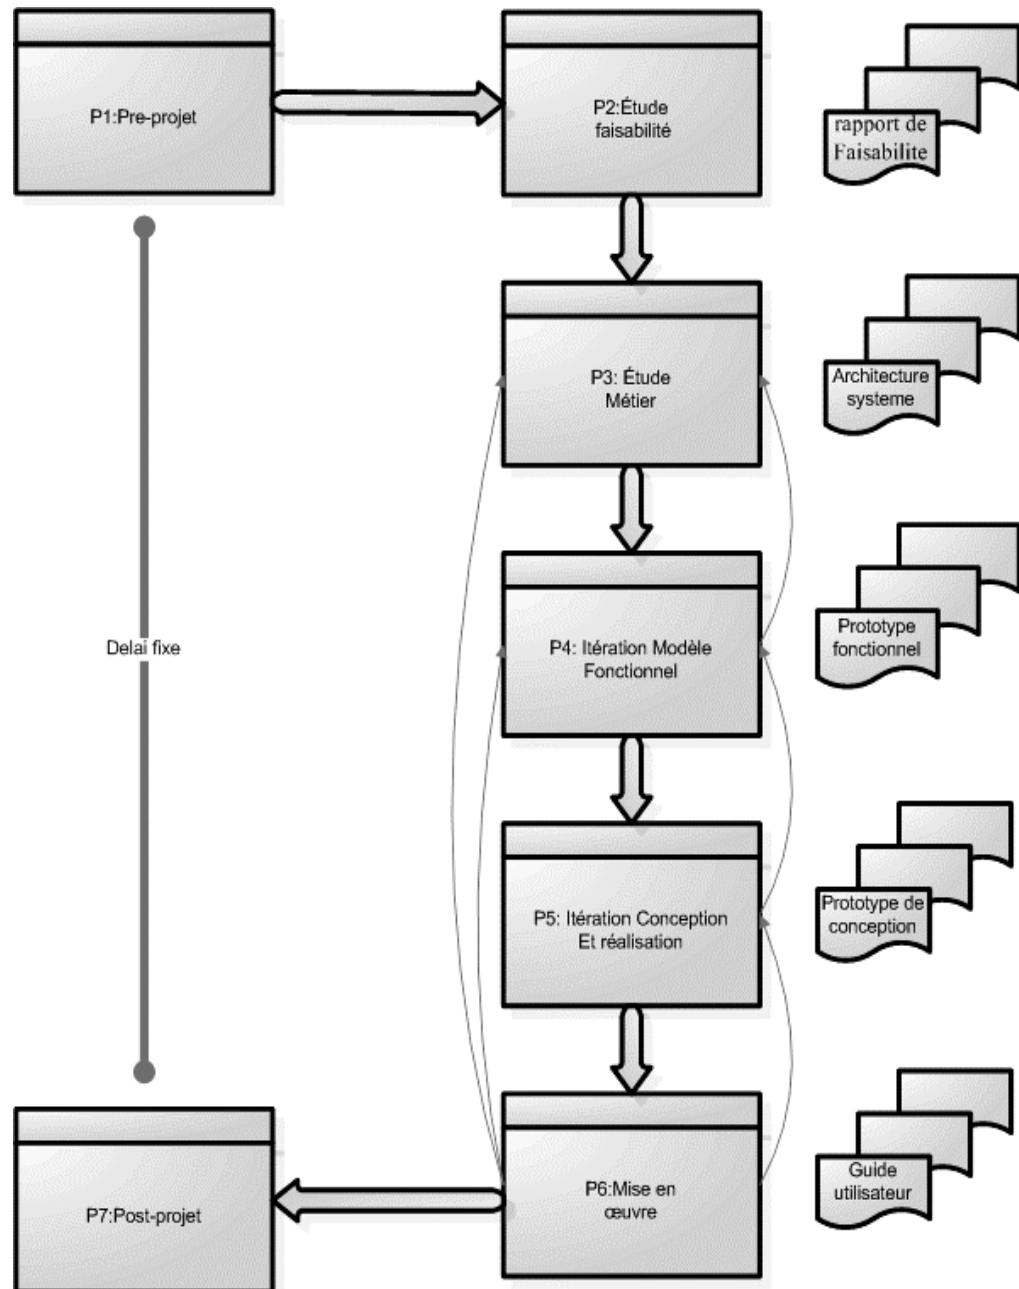 P1:Pre-projet
P2:Étude
faisabilité
rapport de
Faisabilite
P3: Étude
Métier
Architecture
systeme
Delai fixe
P4: Itération Modèle
Fonctionnel
Prototype
fonctionnel
P5: Itération Conception
Et réalisation
Prototype de
conception
P7:Post-projet
P6:Mise en
œuvre
Guide
utilisateur